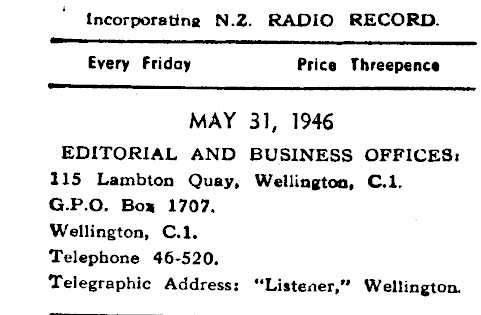 Incorporating N.Z. RADIO RECORD.
Every Friday Price Threepence
MAY 31, 1946
EDITORIAL AND BUSINESS OFFICES:
115 Lambton Quay, Wellington, C.1.
G.P.O. Box 1707.
Wellington, C.1.
Telephone 46-520.
Telegraphic Address: "Listener," Wellington.